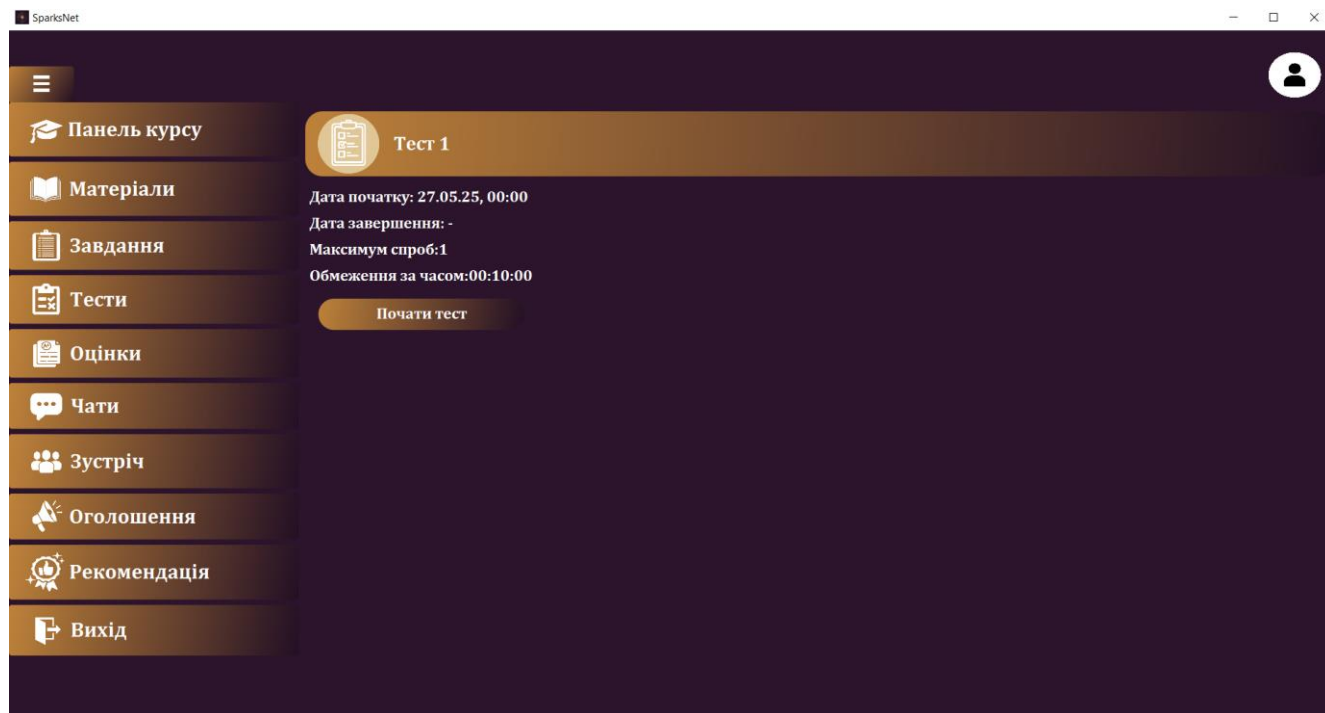 SparksNet
Панель курсу
Матеріали
Завдання
Тести
Оцінки
Чати
Зустріч
Оголошення
Рекомендація
Вихід
Тест 1
Дата початку: 27.05.25, 00:00
Дата завершення: -
Максимум спроб:1
Обмеження за часом:00:10:00
Почати тест